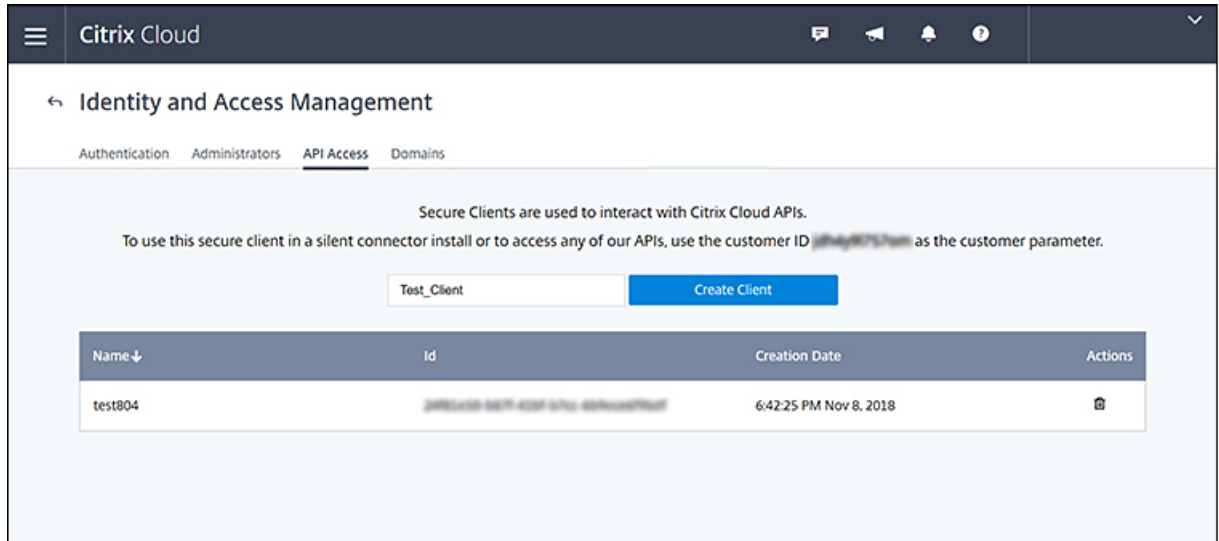 Citrix Cloud
Identity and Access Management
Authentication Administrators API Access Domains
Secure Clients are used to interact with Citrix Cloud APIs.
To use this secure client in a silent connector install or to access any of our APIs, use the customer ID as the customer parameter.
Test_Client Create Client
Name Id Creation Date Actions
test804 6:42:25 PM Nov 8, 2018